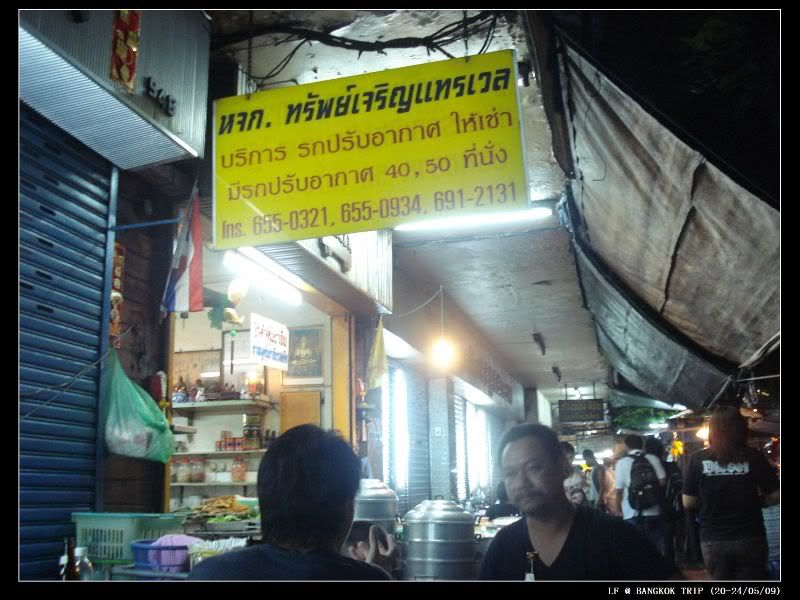 หจก. ทรัพย์เจริญแทรเวล
บริการ รถปรับอากาศ ให้เช่า
มีรถปรับอากาศ 40,50 ที่นั่ง
โทร. 655-0321, 655-0934, 691-2131
Diesel
I.F @ BANGKOK TRIP (20-24/05/09)